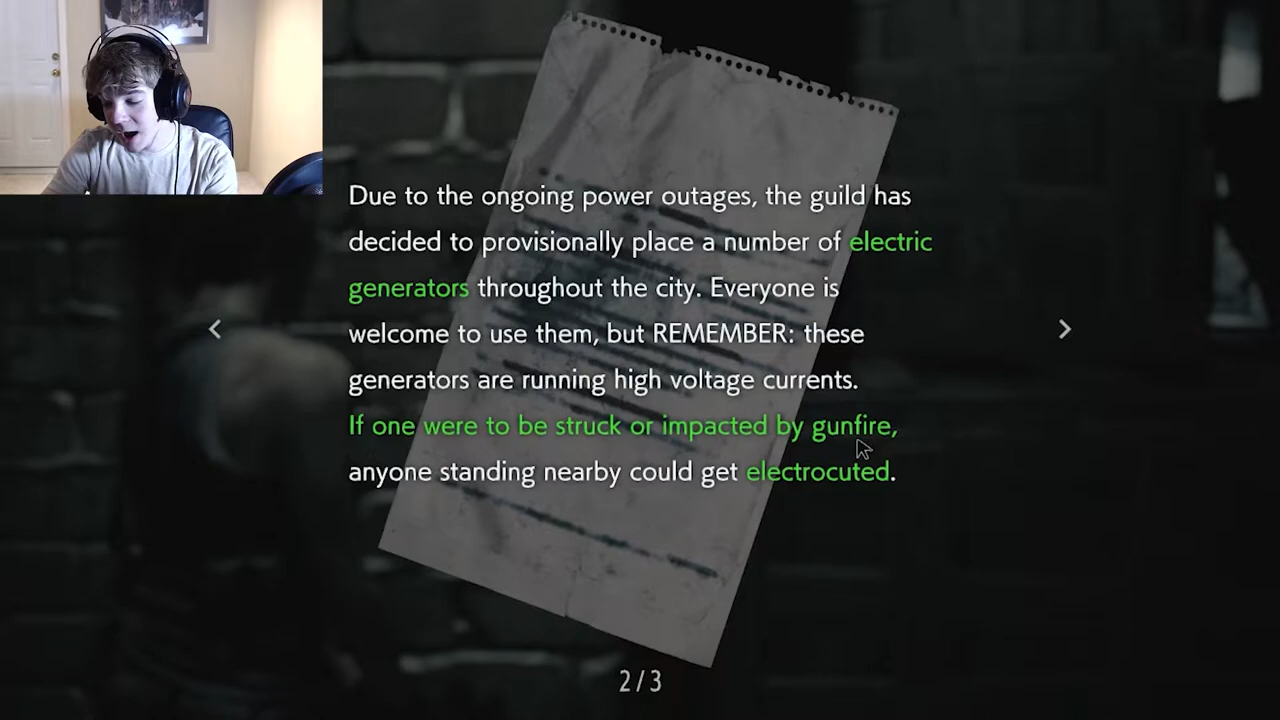 Due to the ongoing power outages, the guild has
decided to provisionally place a number of electric
generators throughout the city. Everyone is
welcome to use them, but REMEMBER: these
generators are running high voltage currents.
If one were to be struck or impacted by gunfire,
anyone standing nearby could get electrocuted.
2/3